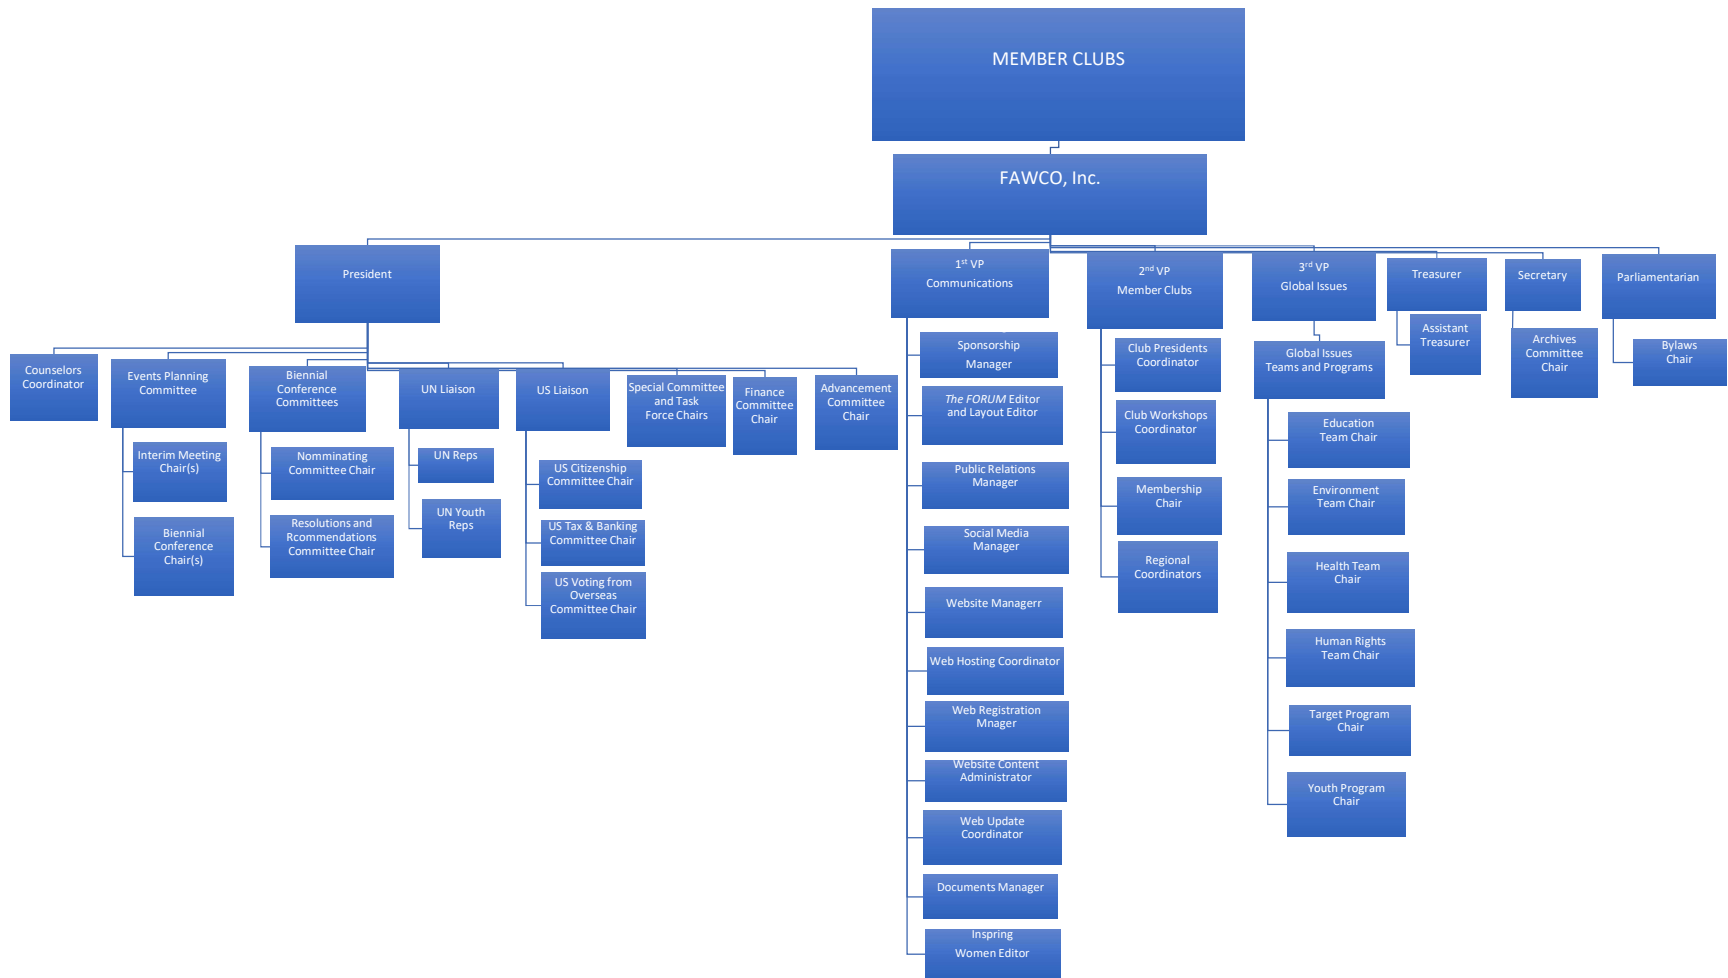 MEMBER CLUBS
FAWCO, Inc.
President
1st VP
Communications
2nd VP
Member Clubs
3rd VP
Global Issues
Treasurer
Secretary
Parliamentarian
Counselors
Coordinator
Events Planning
Committee
Interim Meeting
Chair(s)
Biennial
Conference
Chair(s)
Biennial
Conference
Committees
Nomminating
Committee Chair
Resolutions and
Rcommendations
Committee Chair
UN Liaison
UN Reps
UN Youth
Reps
US Liaison
US Citizenship
Committee Chair
US Tax & Banking
Committee Chair
US Voting from
Overseas
Committee Chair
Special Committee
and Task
Force Chairs
Finance
Committee
Chair
Advancement
Committee
Chair
Sponsorship
Manager
The FORUM Editor
and Layout Editor
Public Relations
Manager
Social Media
Manager
Website Managerr
Web Hosting Coordinator
Web Registration
Mnager
Website Content
Administrator
Web Update
Coordinator
Documents Manager
Inspring
Women Editor
Club Presidents
Coordinator
Club Workshops
Coordinator
Membership
Chair
Regional
Coordinators
Global Issues
Teams and Programs
Education
Team Chair
Environment
Team Chair
Health Team
Chair
Human Rights
Team Chair
Target Program
Chair
Youth Program
Chair
Assistant
Treasurer
Archives
Committee
Chair
Bylaws
Chair